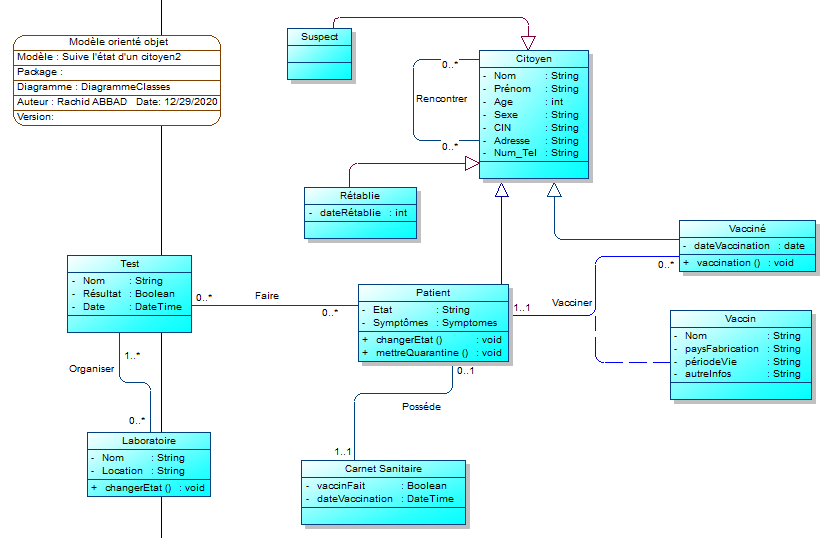 Modèle orienté objet
Modèle : Suive l'état d'un citoyen2
Package :
Diagramme : DiagrammeClasses
Auteur : Rachid ABBAD Date: 12/29/2020
Version:
Suspect
Citoyen
- Nom : String
- Prénom : String
- Age : int
- Sexe : String
- CIN : String
- Adresse : String
- Num_Tel : String
0..*
Rencontrer
0..*
Rétablie
- dateRétablie : int
Vacciné
- dateVaccination : date
+ vaccination () : void
Test
- Nom : String
- Résultat : Boolean
- Date : DateTime
0..*
Faire
0..*
Patient
- Etat : String
- Symptômes : Symptomes
+ changerEtat () : void
+ mettreQuarantine () : void
1..1
Vacciner
0..*
Vaccin
- Nom : String
- paysFabrication : String
- périodeVie : String
- autreInfos : String
1..*
Organiser
0..*
Laboratoire
- Nom : String
- Location : String
+ changerEtat () : void
0..1
Posséde
1..1
Carnet Sanitaire
- vaccinFait : Boolean
- dateVaccination : DateTime